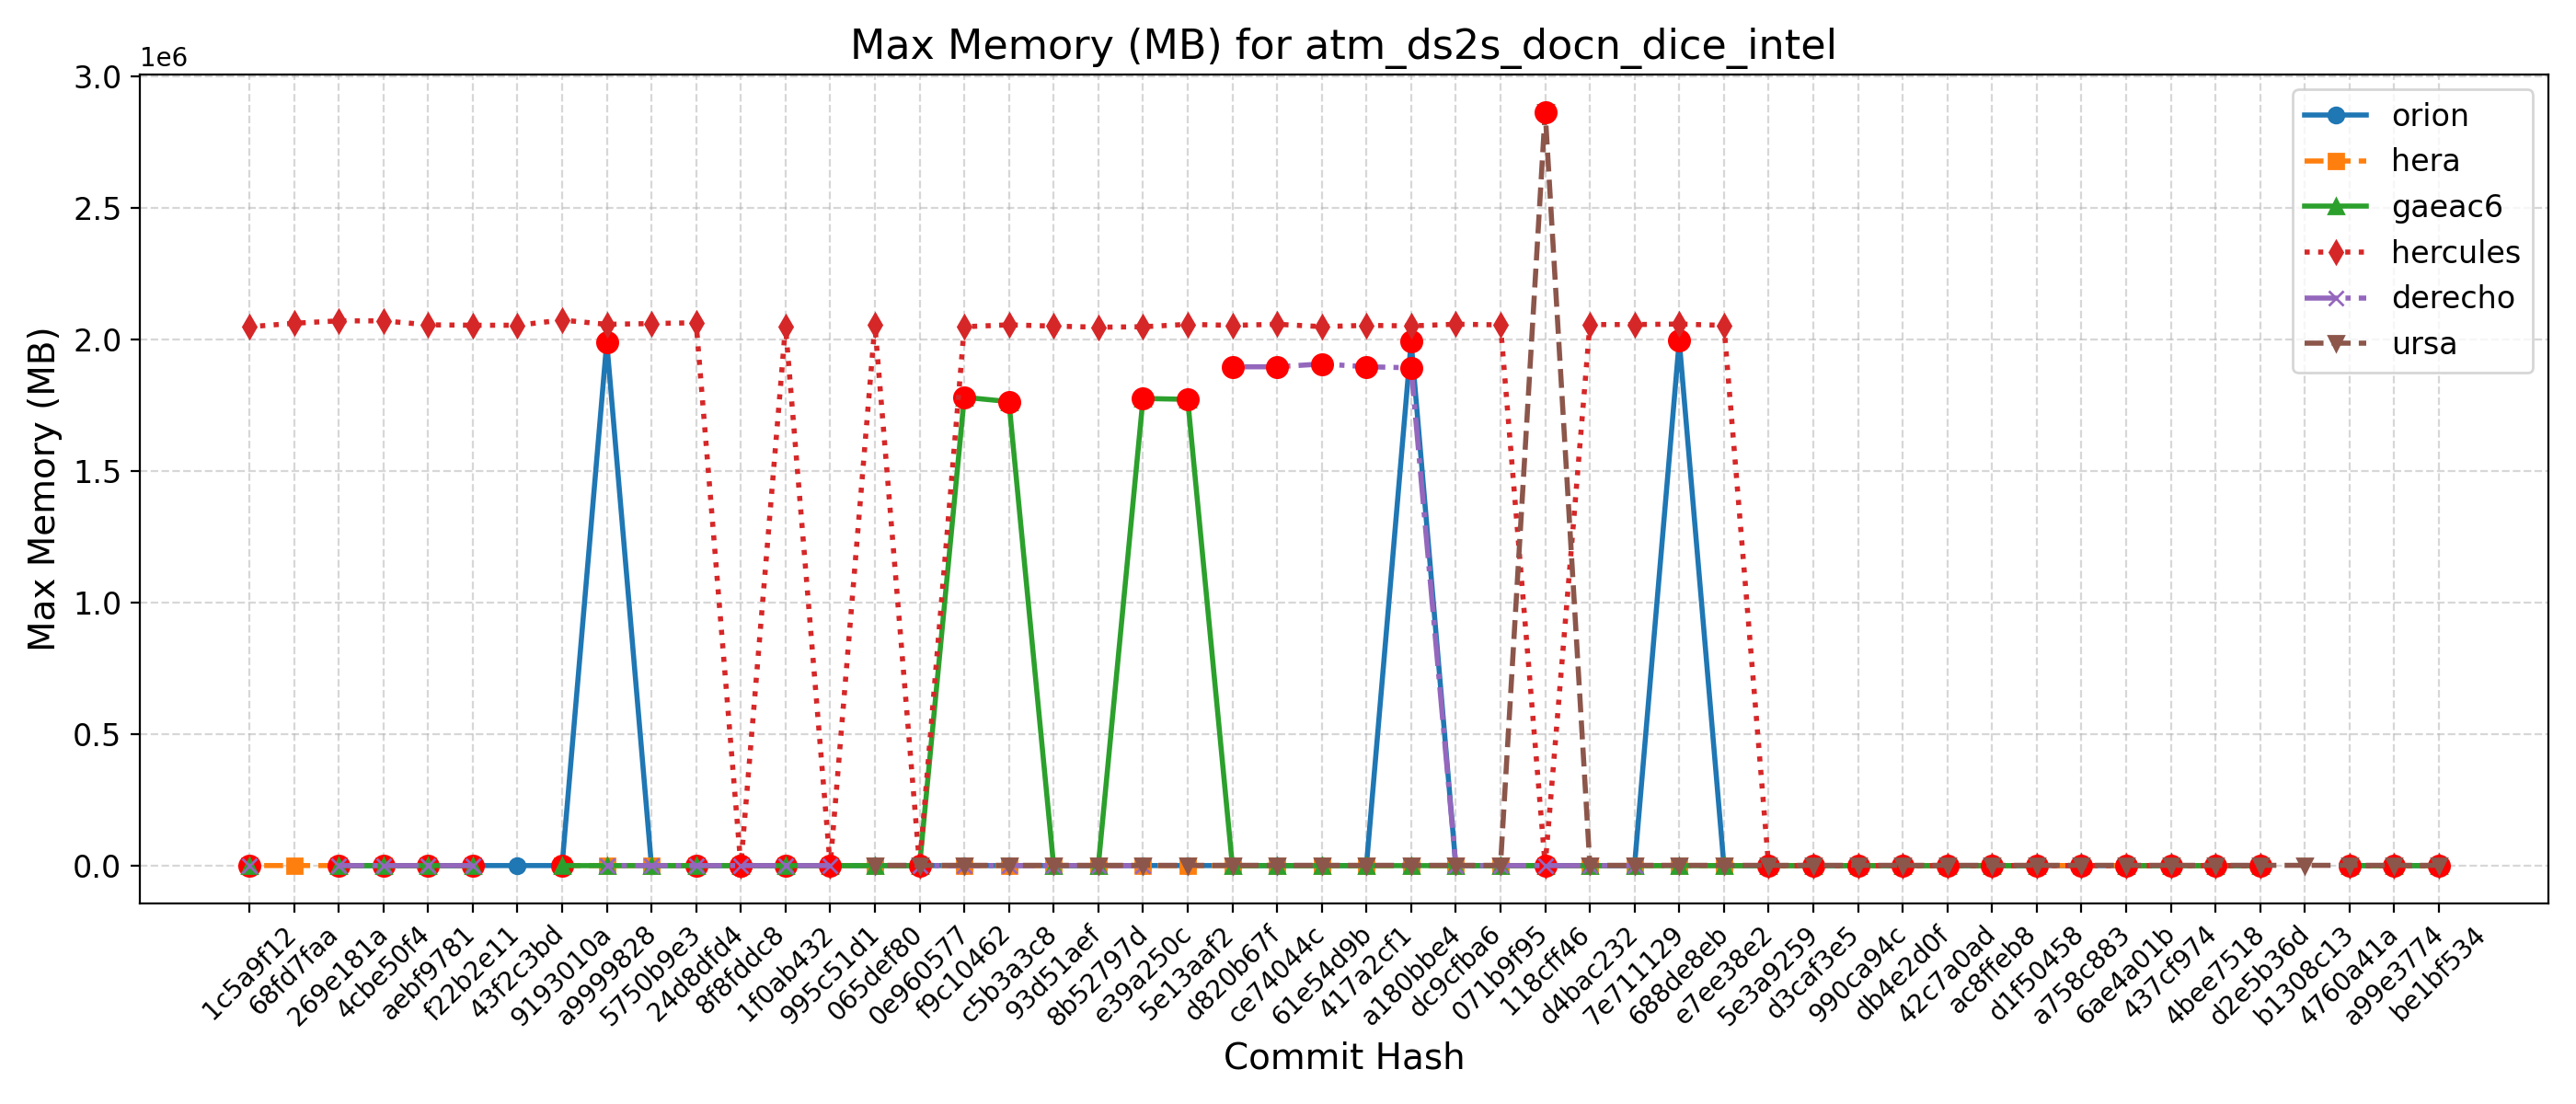 Max Memory (MB) for atm_ds2s_docn_dice_intel
1e6
3.0
2.5
2.0
1.5
1.0
0.5
0.0
Max Memory (MB)
orion
hera
gaeac6
hercules
derecho
ursa
1c5a9f12
68fd7faa
269e181a
4cbe50f4
aebf9781
f22b2e11
43f2c3bd
9193010a
a9999828
5750b9e3
24d8dfd4
8f8fddc8
1f0ab432
995c51d1
065def80
0e960577
f9c10462
c5b3a3c8
93d51aef
8b52797d
e39a250c
5e13aaf2
d820b67f
ce74044c
61e54d9b
417a2cf1
a180bbe4
dc9cfba6
071b9f95
118cff46
d4bac232
7e711129
688de8eb
e7ee38e2
5e3a9259
d3caf3e5
990ca94c
db4e2d0f
42c7a0ad
ac8ffeb8
d1f50458
a758c883
6ae4a01b
437cf974
4bee7518
d2e5b36d
b1308c13
4760a41a
a99e3774
be1bf534
Commit Hash